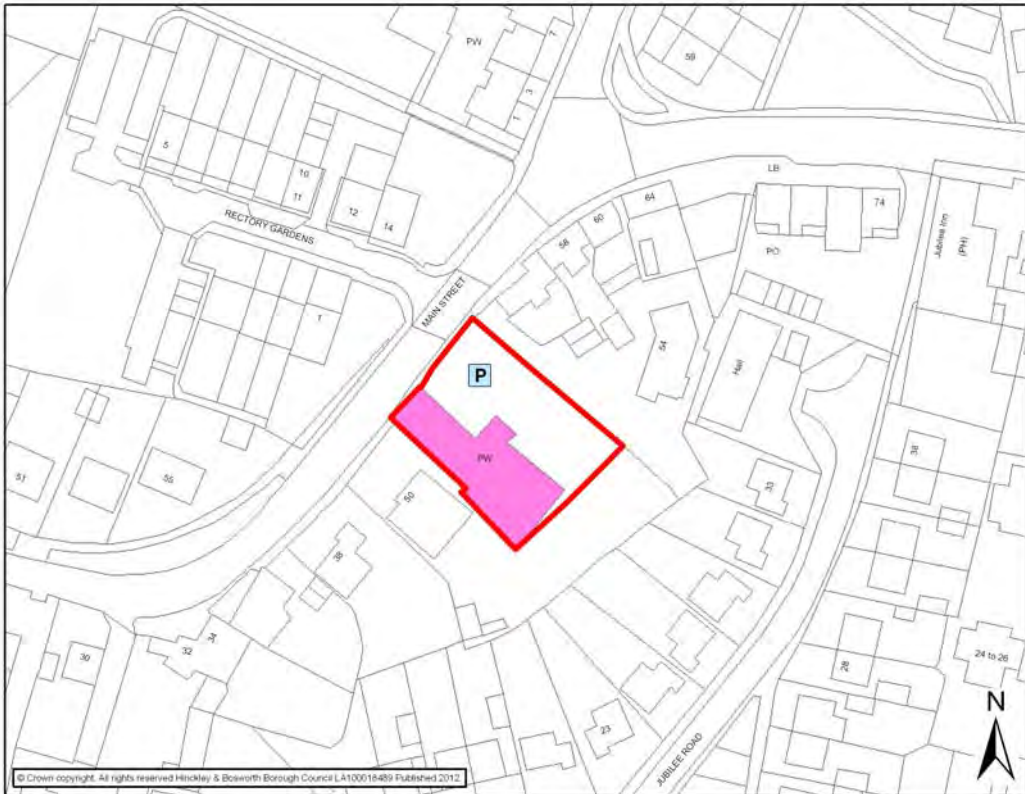 PW
7
3
1
59
5
10
11
12
14
RECTORY GARDENS
MAIN STREET
LB
64
60
58
74
PO
Jubilee Inn
(PH)
1
54
Hall
P
PW
50
51
55
38
33
38
34
32
30
28
24 to 26
23
JUBILEE ROAD
N
© Crown copyright. All rights reserved Hinckley & Bosworth Borough Council LA100018489 Published 2012